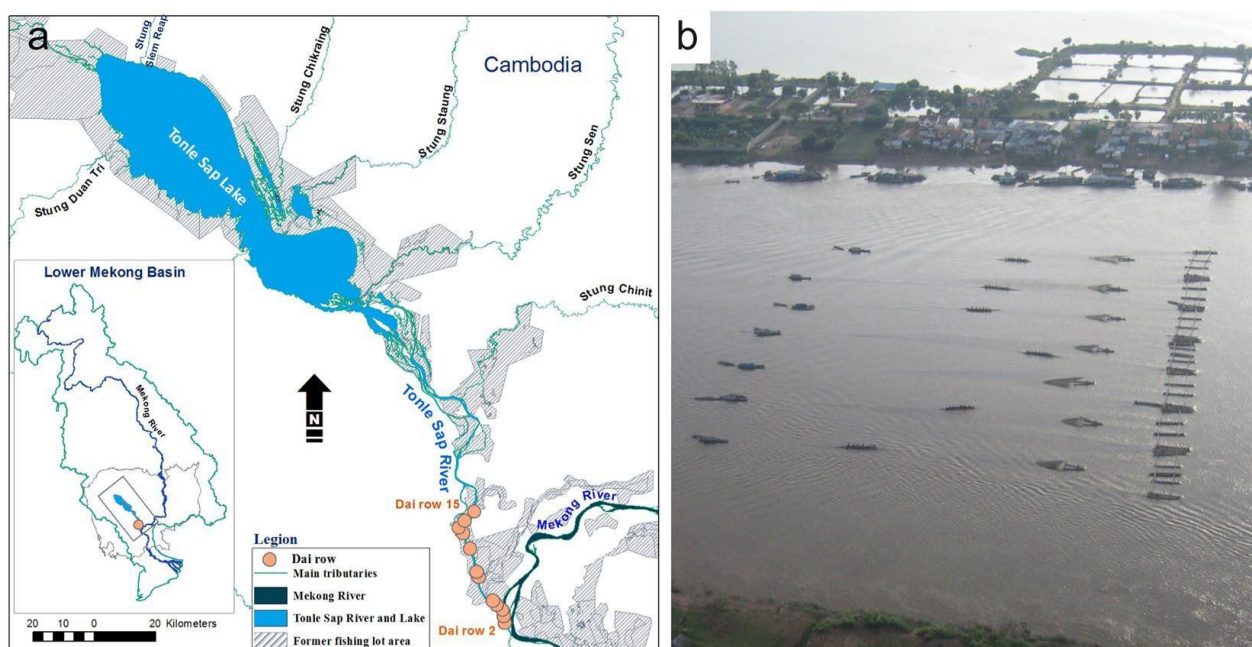 a
Stung
Siem Reap
Stung Chikraing
Stung Staung
Stung Sen
Cambodia
Tonle Sap Lake
Stung Duan Tri
Stung Chinit
Lower Mekong Basin
Mekong River
N
Tonle Sap River
Dai row 15
Mekong River
Dai row 2
Legion
Dai row
Main tributaries
Mekong River
Tonle Sap River and Lake
Former fishing lot area
20 10 0 20 Kilometers
b